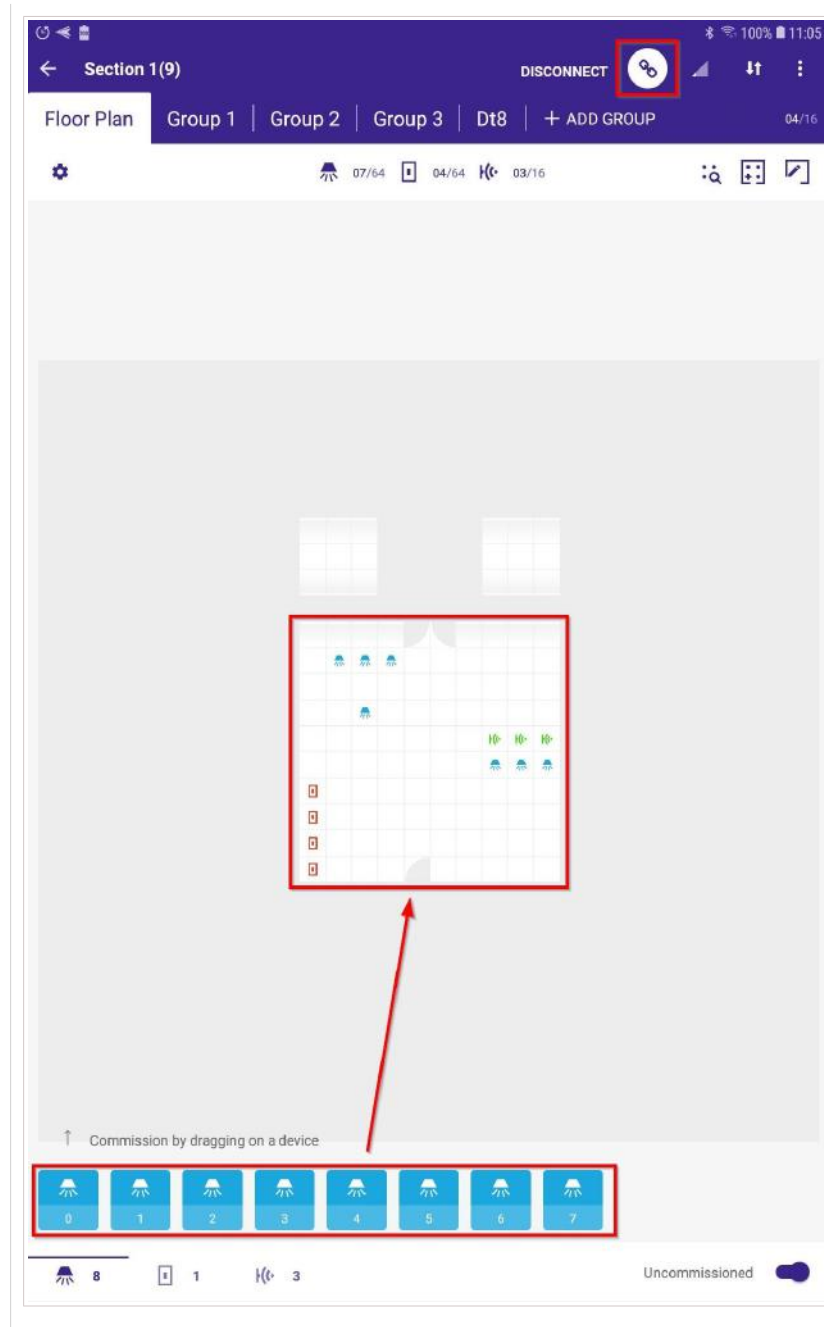 100% 11:05
Section 1(9) DISCONNECT
Floor Plan Group 1 Group 2 Group 3 Dt8 + ADD GROUP 04/16
07/64 04/64 03/16
Commission by dragging on a device
0 1 2 3 4 5 6 7
8 1 3 Uncommissioned